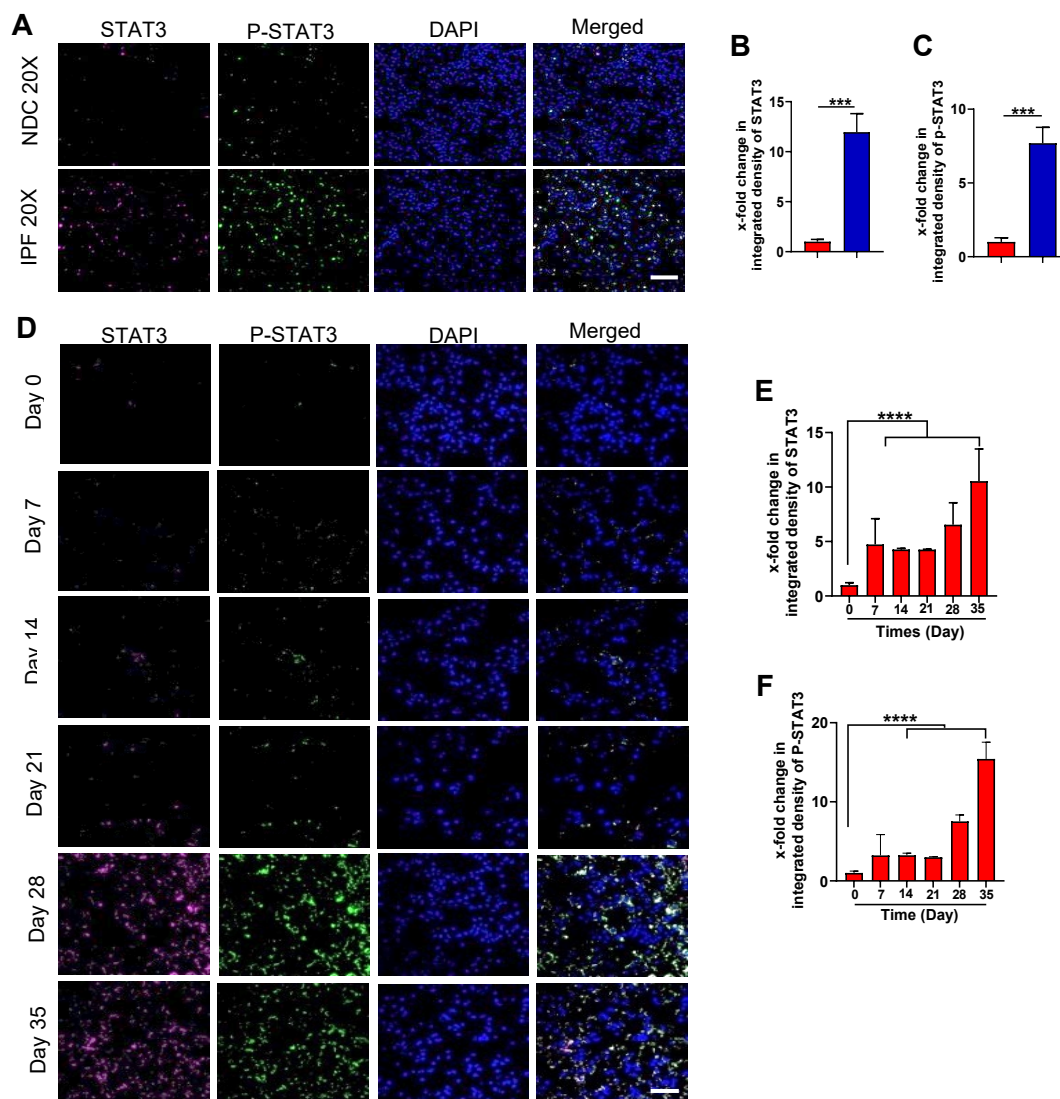 A
STAT3
P-STAT3
DAPI
Merged
NDC 20X
IPF 20X
B
x-fold change in
integrated density of STAT3
15
10
5
0
***
C
x-fold change in
integrated density of p-STAT3
10
5
0
***
D
STAT3
P-STAT3
DAPI
Merged
Day 0
Day 7
Day 14
Day 21
Day 28
Day 35
E
x-fold change in
integrated density of STAT3
15
10
5
0
****
0 7 14 21 28 35
Times (Day)
F
x-fold change in
integrated density of P-STAT3
20
10
0
****
0 7 14 21 28 35
Time (Day)